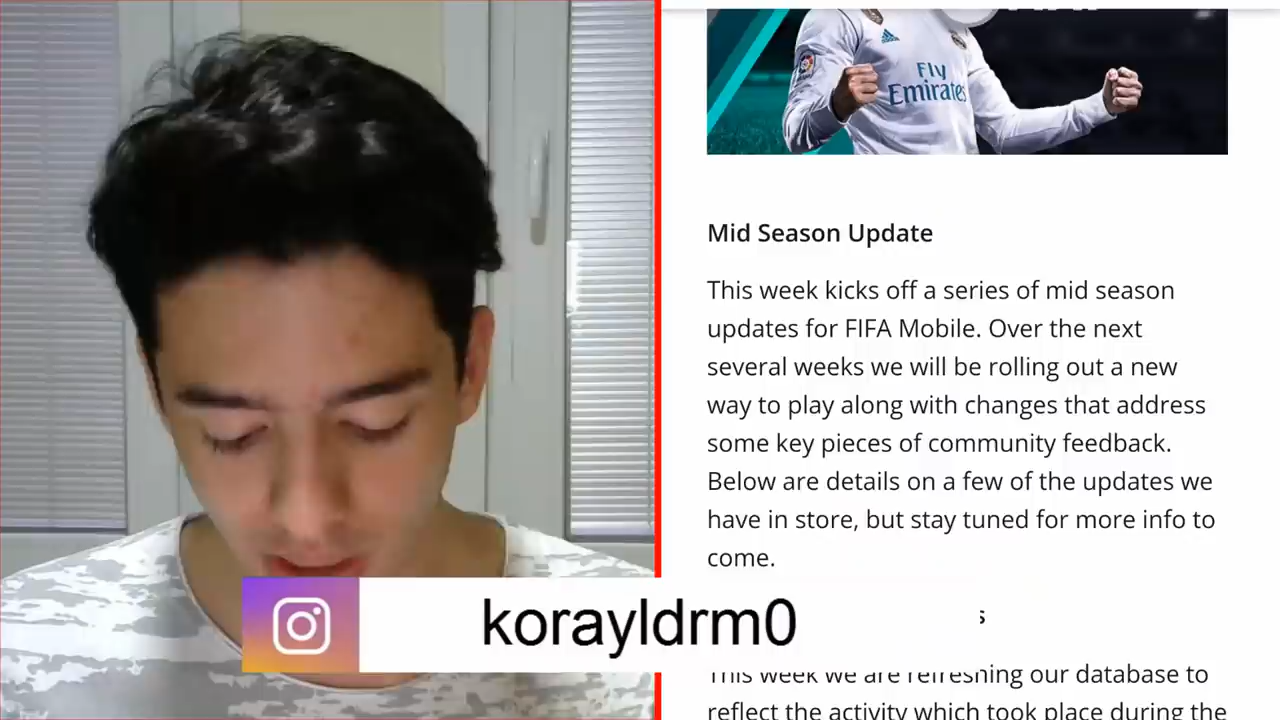 Fly
Emirates
Mid Season Update
This week kicks off a series of mid season
updates for FIFA Mobile. Over the next
several weeks we will be rolling out a new
way to play along with changes that address
some key pieces of community feedback.
Below are details on a few of the updates we
have in store, but stay tuned for more info to
come.
korayldrm0
This week we are refreshing our database to
reflect the activity which took place during the